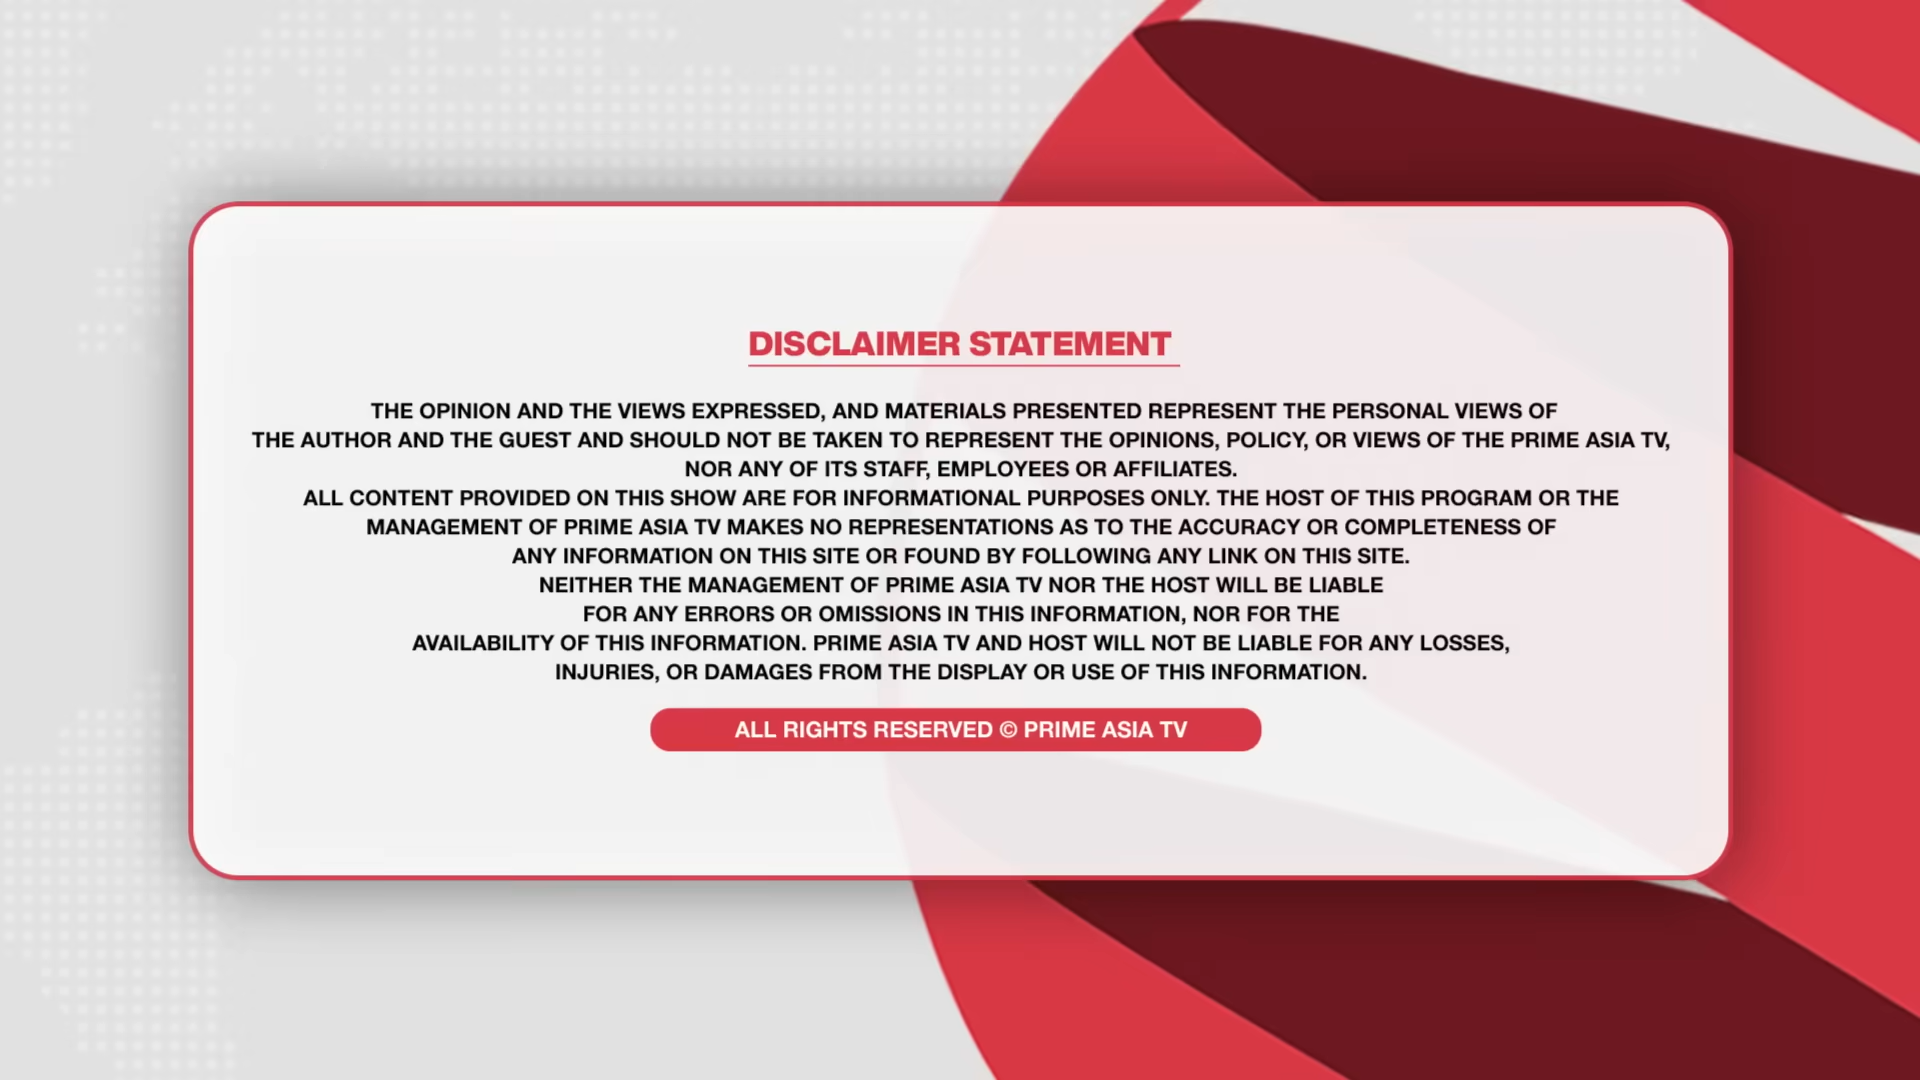 DISCLAIMER STATEMENT
THE OPINION AND THE VIEWS EXPRESSED, AND MATERIALS PRESENTED REPRESENT THE PERSONAL VIEWS OF
THE AUTHOR AND THE GUEST AND SHOULD NOT BE TAKEN TO REPRESENT THE OPINIONS, POLICY, OR VIEWS OF THE PRIME ASIA TV,
NOR ANY OF ITS STAFF, EMPLOYEES OR AFFILIATES.
ALL CONTENT PROVIDED ON THIS SHOW ARE FOR INFORMATIONAL PURPOSES ONLY. THE HOST OF THIS PROGRAM OR THE
MANAGEMENT OF PRIME ASIA TV MAKES NO REPRESENTATIONS AS TO THE ACCURACY OR COMPLETENESS OF
ANY INFORMATION ON THIS SITE OR FOUND BY FOLLOWING ANY LINK ON THIS SITE.
NEITHER THE MANAGEMENT OF PRIME ASIA TV NOR THE HOST WILL BE LIABLE
FOR ANY ERRORS OR OMISSIONS IN THIS INFORMATION, NOR FOR THE
AVAILABILITY OF THIS INFORMATION. PRIME ASIA TV AND HOST WILL NOT BE LIABLE FOR ANY LOSSES,
INJURIES, OR DAMAGES FROM THE DISPLAY OR USE OF THIS INFORMATION.
ALL RIGHTS RESERVED © PRIME ASIA TV